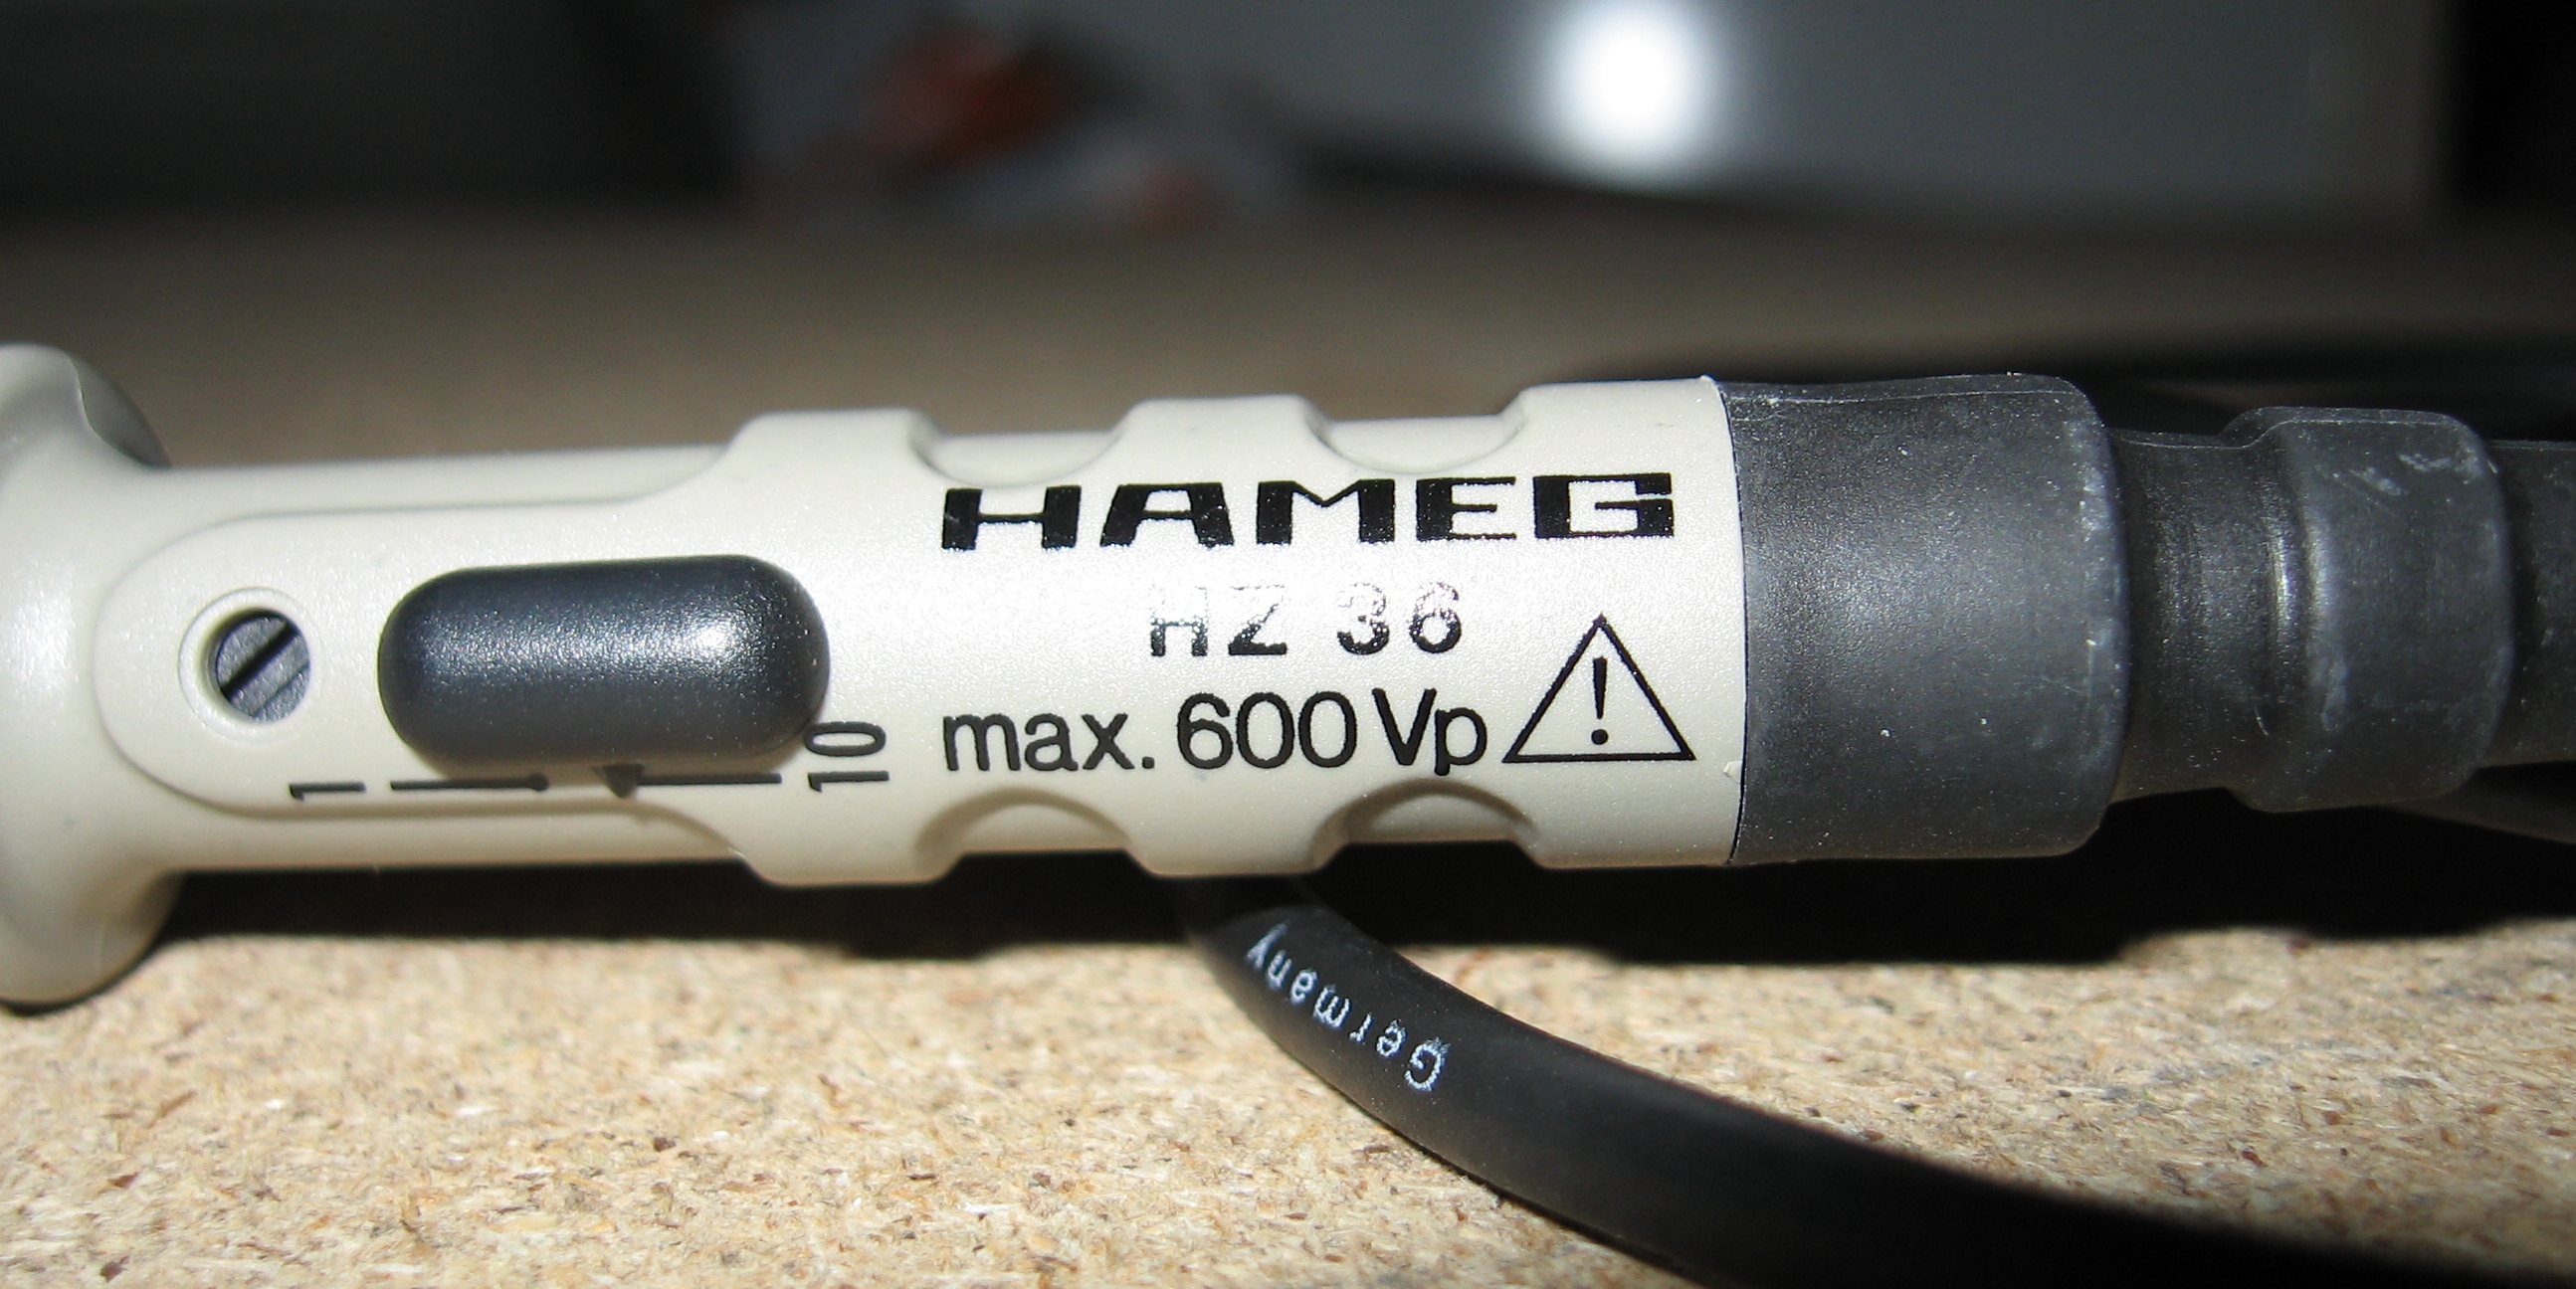 HAMEG
HZ 36
max. 600 Vp
1
10
Germany